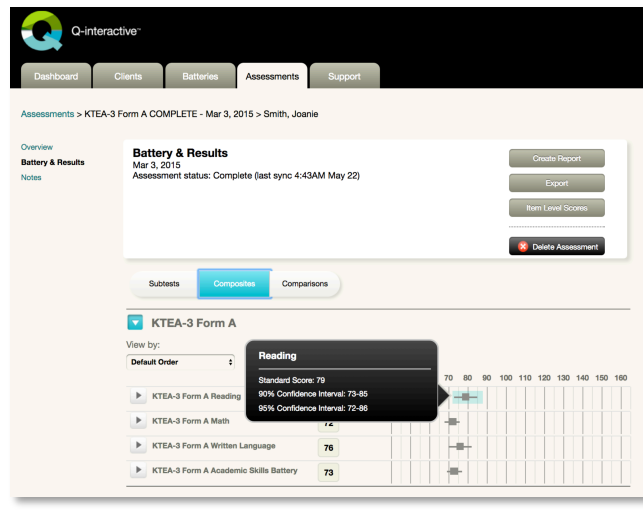 Q-interactive™
Dashboard
Clients
Batteries
Assessments
Support
Assessments > KTEA-3 Form A COMPLETE - Mar 3, 2015 > Smith, Joanie
Overview
Battery & Results
Notes
Battery & Results
Mar 3, 2015
Assessment status: Complete (last sync 4:43AM May 22)
Create Report
Export
Item Level Scores
Delete Assessment
Subtests
Composites
Comparisons
KTEA-3 Form A
View by:
Default Order
Reading
Standard Score: 79
90% Confidence Interval: 73-85
95% Confidence Interval: 72-86
70 80 90 100 110 120 130 140 150 160
KTEA-3 Form A Reading
KTEA-3 Form A Math
72
KTEA-3 Form A Written Language
76
KTEA-3 Form A Academic Skills Battery
73